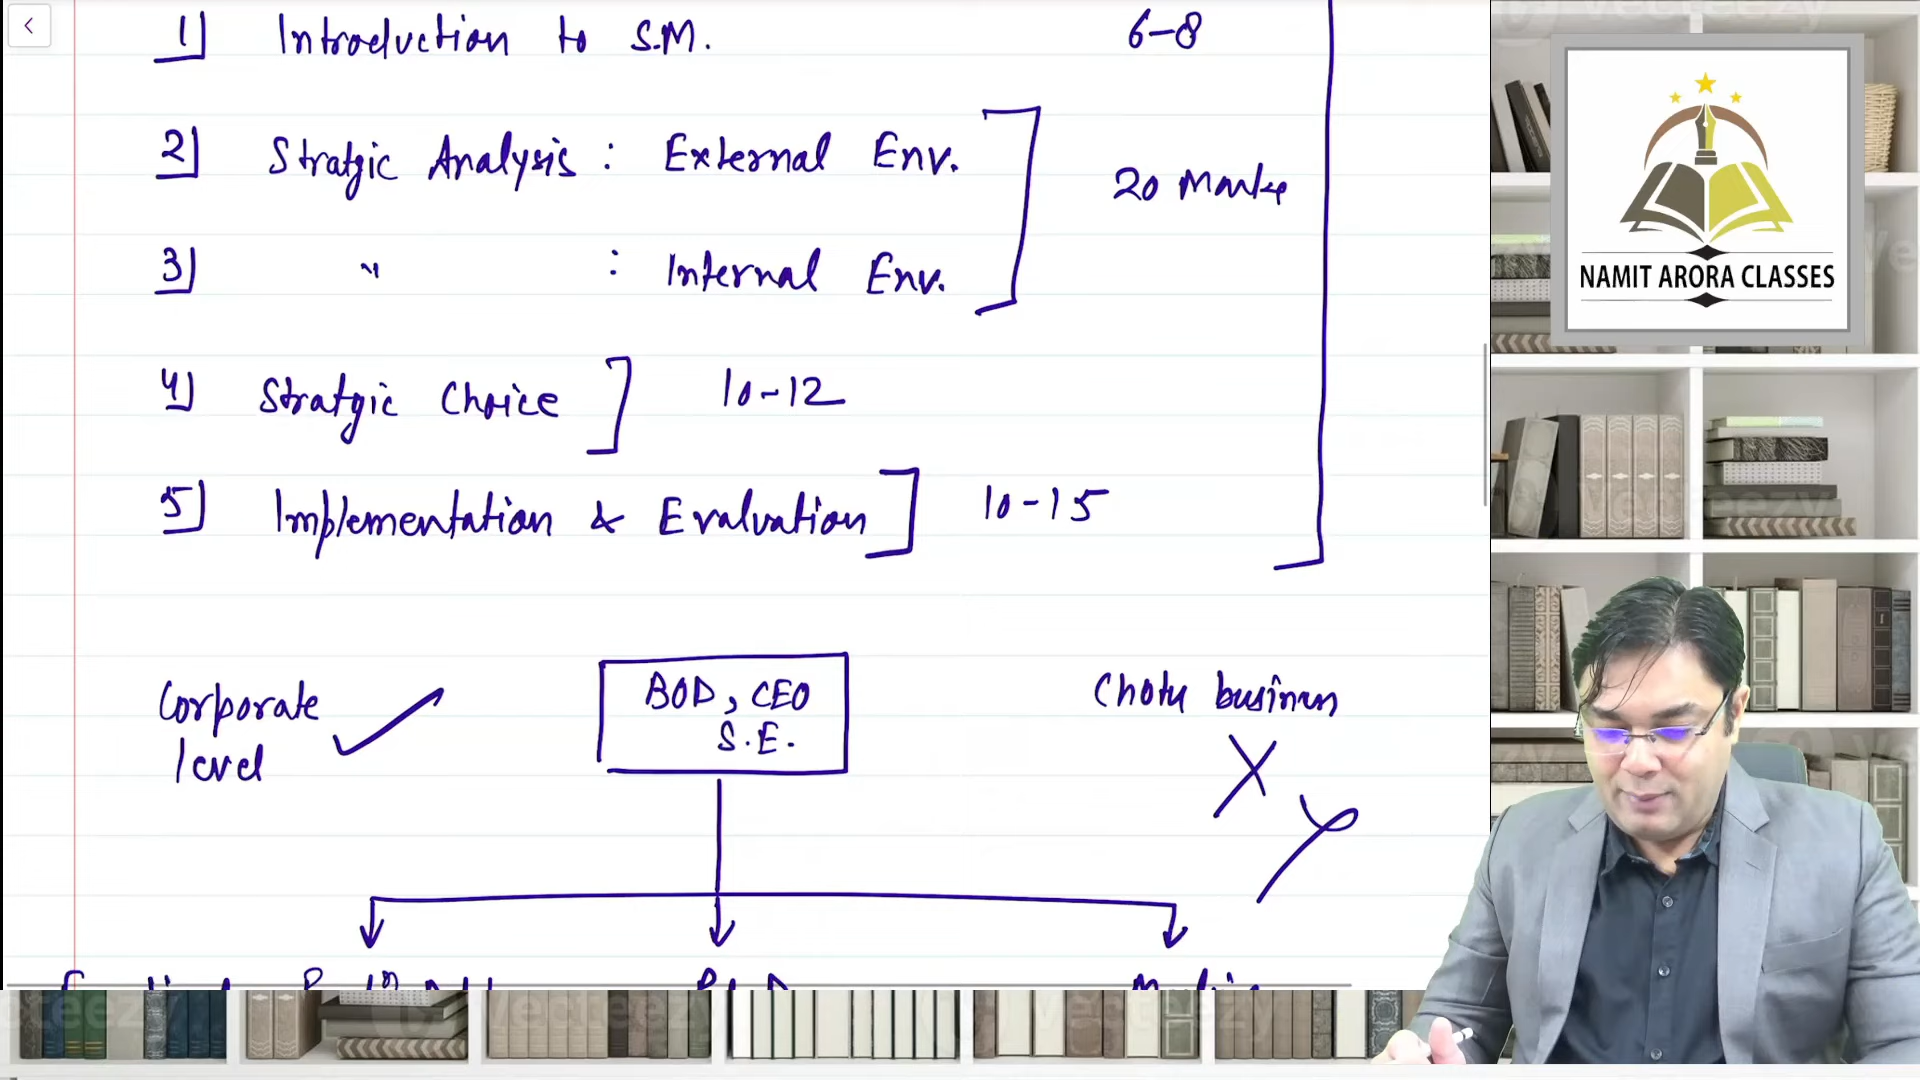 1] Introduction to S.M. 6-8
2] Stratgic Analysis : External Env.
20 Marks
3] " : Internal Env.
4] Stratgic Choice ] 10-12
5] Implementation & Evaluation ] 10-15
Corporate level
BOD, CEO
S.E.
Chotu business
X
Y
NAMIT ARORA CLASSES